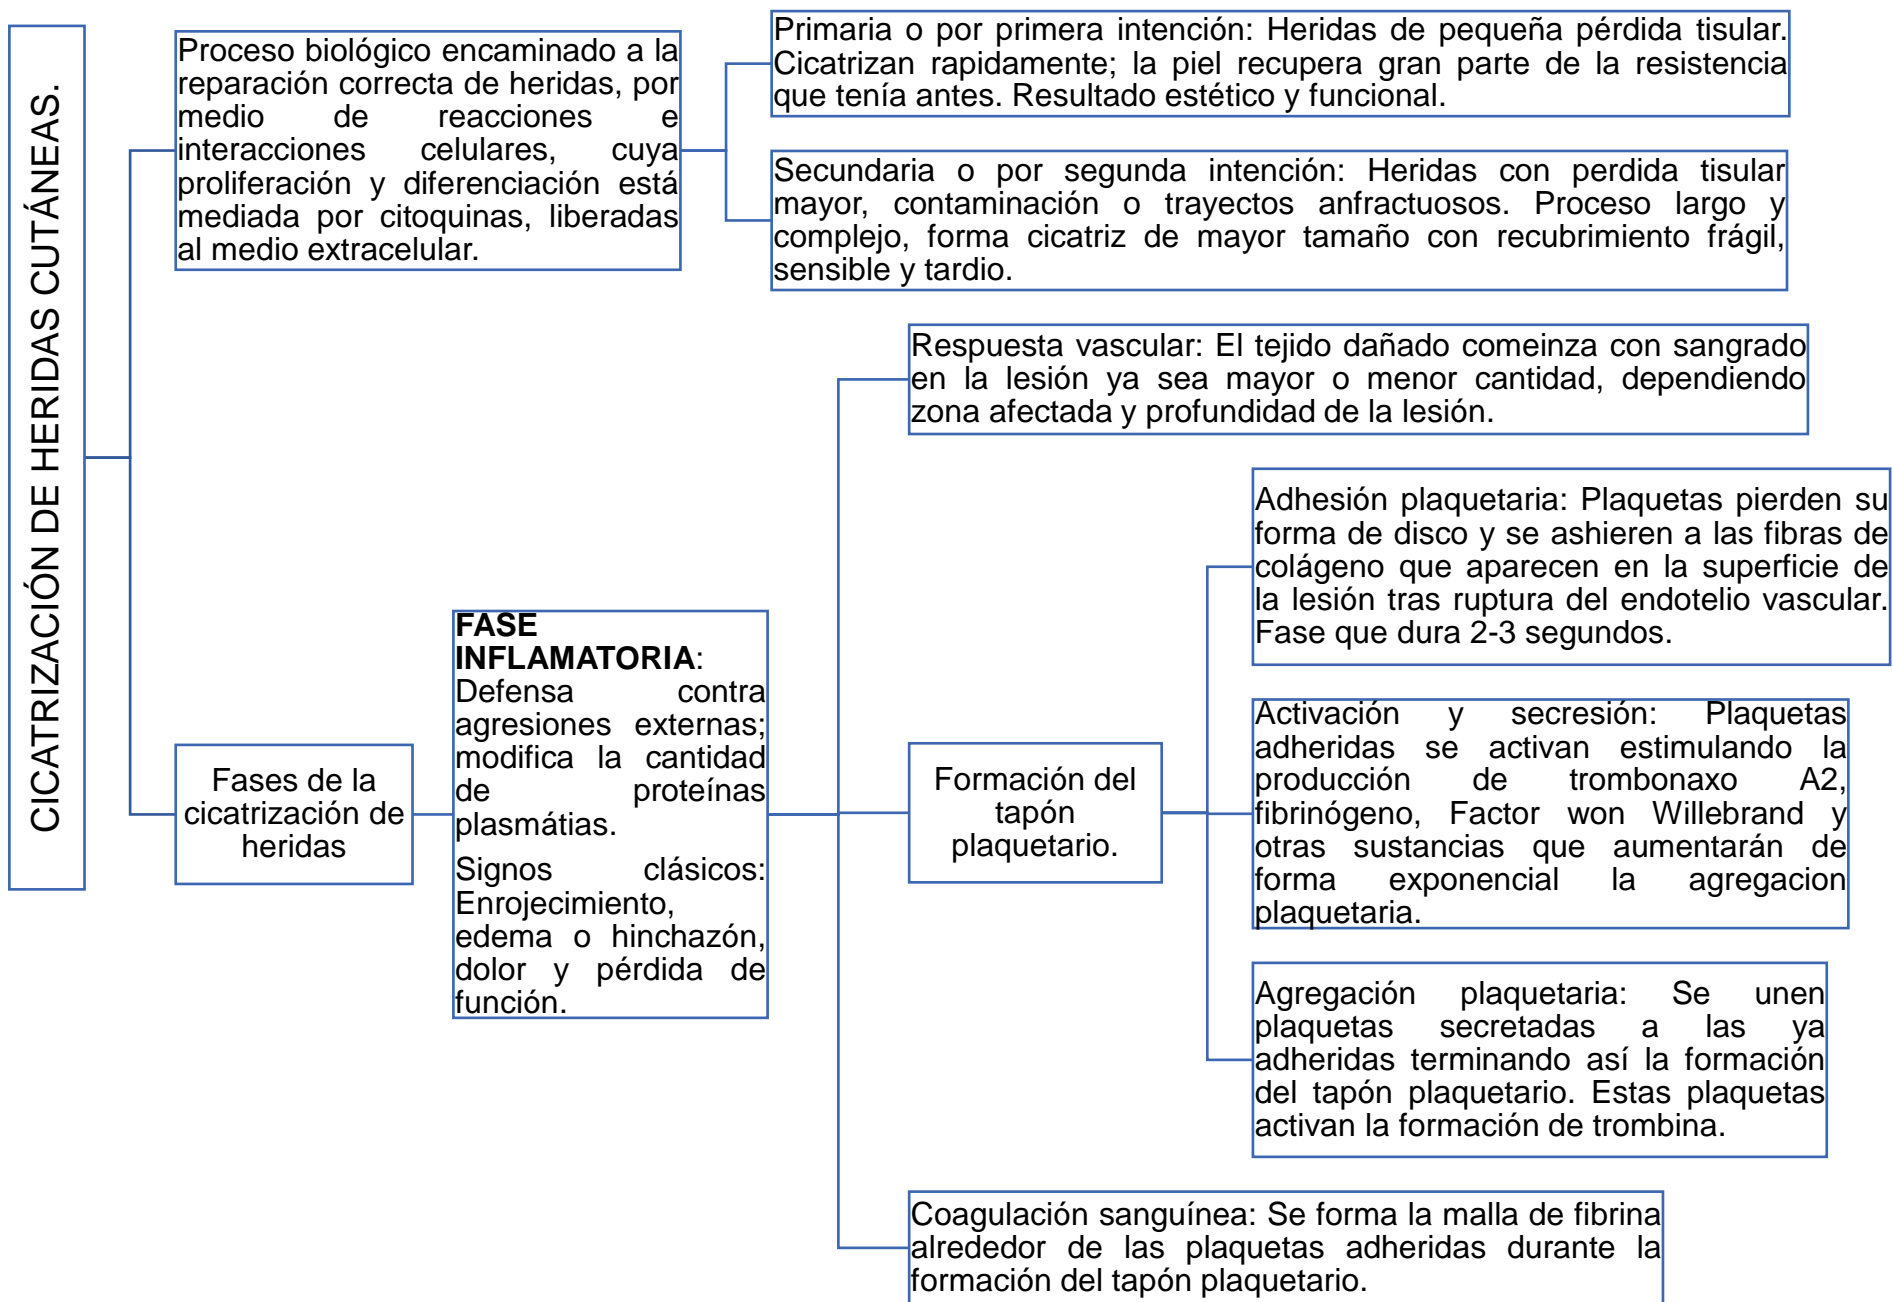 CICATRIZACIÓN DE HERIDAS CUTÁNEAS.
Proceso biológico encaminado a la
reparación correcta de heridas, por
medio de reacciones e
interacciones celulares, cuya
proliferación y diferenciación está
mediada por citoquinas, liberadas
al medio extracelular.
Primaria o por primera intención: Heridas de pequeña pérdida tisular.
Cicatrizan rapidamente; la piel recupera gran parte de la resistencia
que tenía antes. Resultado estético y funcional.
Secundaria o por segunda intención: Heridas con perdida tisular
mayor, contaminación o trayectos anfractuosos. Proceso largo y
complejo, forma cicatriz de mayor tamaño con recubrimiento frágil,
sensible y tardio.
Fases de la
cicatrización de
heridas
FASE
INFLAMATORIA:
Defensa contra
agresiones externas;
modifica la cantidad
de proteínas
plasmátias.
Signos clásicos:
Enrojecimiento,
edema o hinchazón,
dolor y pérdida de
función.
Respuesta vascular: El tejido dañado comeinza con sangrado
en la lesión ya sea mayor o menor cantidad, dependiendo
zona afectada y profundidad de la lesión.
Formación del
tapón
plaquetario.
Adhesión plaquetaria: Plaquetas pierden su
forma de disco y se ashieren a las fibras de
colágeno que aparecen en la superficie de
la lesión tras ruptura del endotelio vascular.
Fase que dura 2-3 segundos.
Activación y secresión: Plaquetas
adheridas se activan estimulando la
producción de trombonaxo A2,
fibrinógeno, Factor won Willebrand y
otras sustancias que aumentarán de
forma exponencial la agregacion
plaquetaria.
Agregación plaquetaria: Se unen
plaquetas secretadas a las ya
adheridas terminando así la formación
del tapón plaquetario. Estas plaquetas
activan la formación de trombina.
Coagulación sanguínea: Se forma la malla de fibrina
alrededor de las plaquetas adheridas durante la
formación del tapón plaquetario.